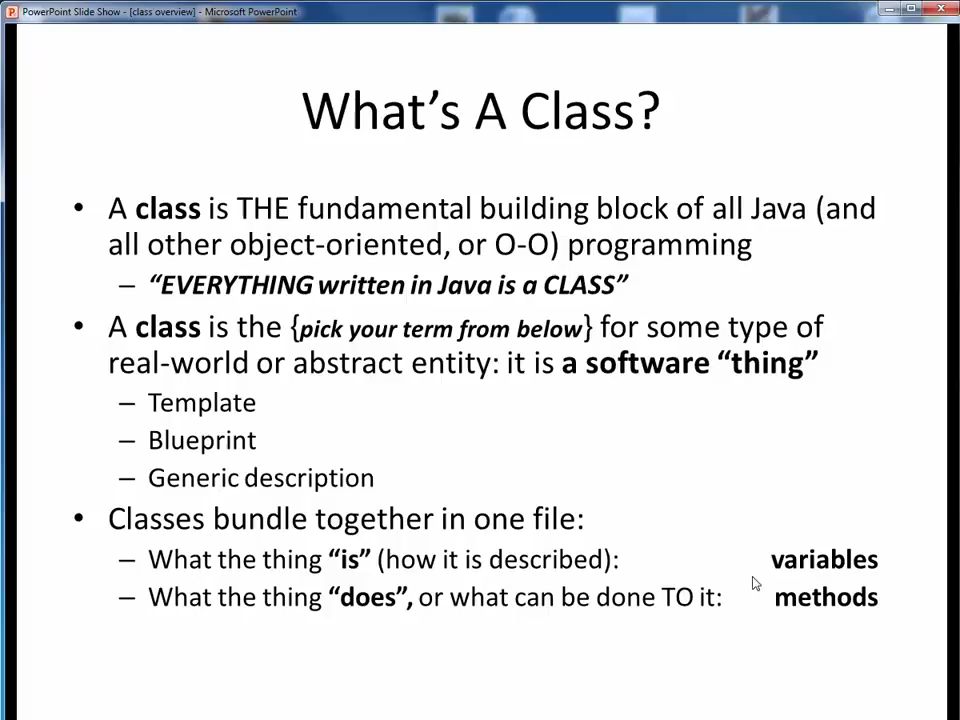 PowerPoint Slide Show - [class overview] - Microsoft PowerPoint
What's A Class?
• A class is THE fundamental building block of all Java (and
all other object-oriented, or O-O) programming
– “EVERYTHING written in Java is a CLASS”
• A class is the {pick your term from below} for some type of
real-world or abstract entity: it is a software “thing”
– Template
– Blueprint
– Generic description
• Classes bundle together in one file:
– What the thing “is” (how it is described): variables
– What the thing “does”, or what can be done TO it: methods